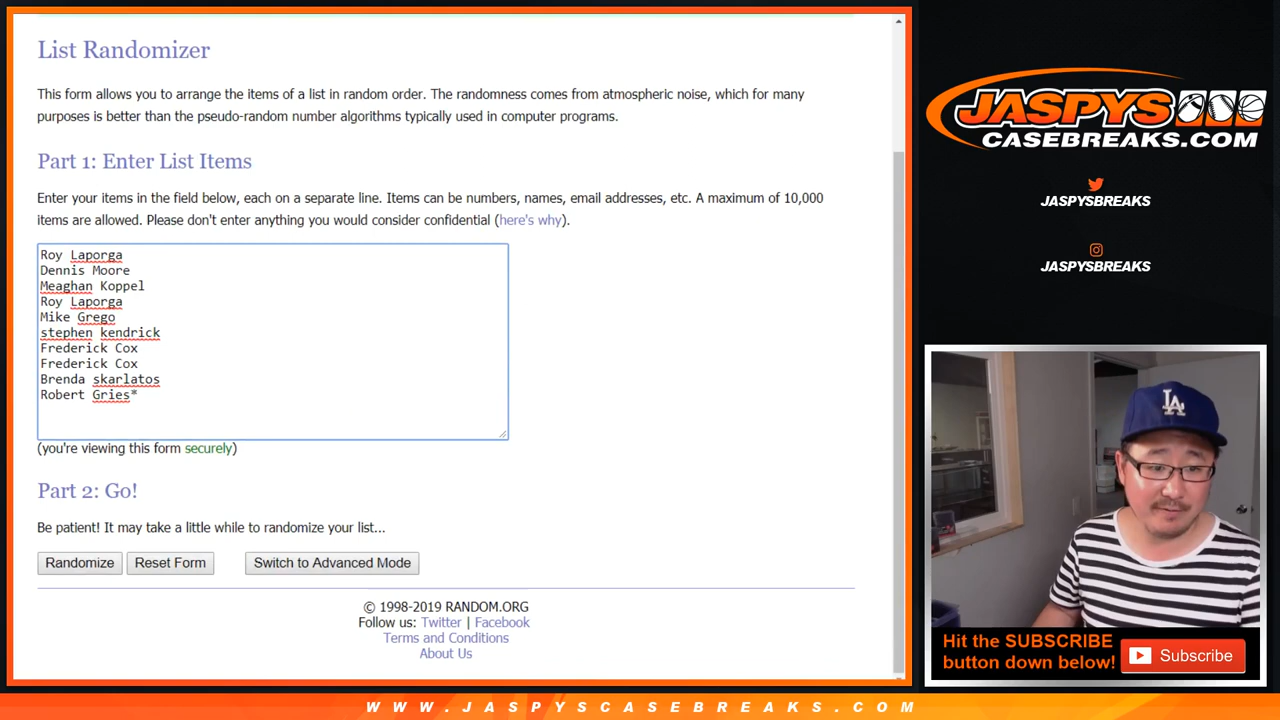 List Randomizer
This form allows you to arrange the items of a list in random order. The randomness comes from atmospheric noise, which for many
purposes is better than the pseudo-random number algorithms typically used in computer programs.
Part 1: Enter List Items
Enter your items in the field below, each on a separate line. Items can be numbers, names, email addresses, etc. A maximum of 10,000
items are allowed. Please don't enter anything you would consider confidential (here's why).
Roy Laporga
Dennis Moore
Meaghan Koppel
Roy Laporga
Mike Grego
stephen kendrick
Frederick Cox
Frederick Cox
Brenda skarlatos
Robert Gries*
(you're viewing this form securely)
Part 2: Go!
Be patient! It may take a little while to randomize your list...
Randomize Reset Form Switch to Advanced Mode
© 1998-2019 RANDOM.ORG
Follow us: Twitter | Facebook
Terms and Conditions
About Us
JASPYS
CASEBREAKS.COM
JASPYSBREAKS
JASPYSBREAKS
LA
Hit the SUBSCRIBE
button down below!
Subscribe
WWW.JASPYSCASEBREAKS.COM